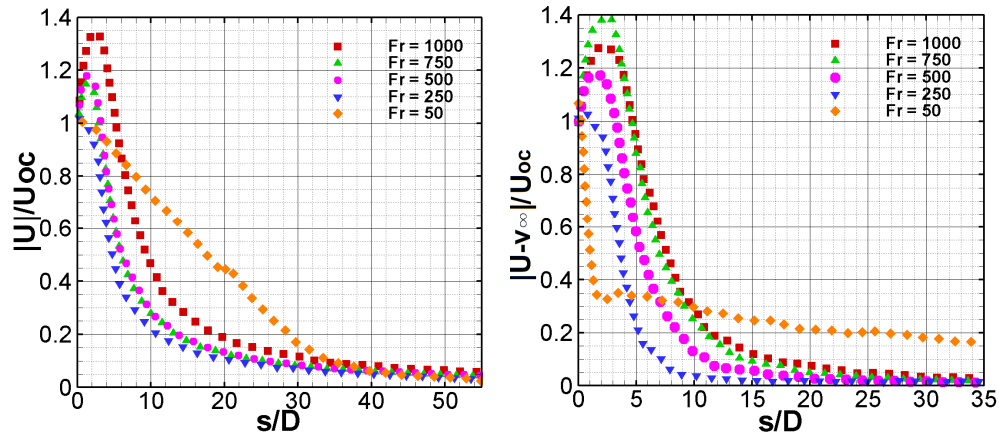 1.4
1.2
1
0.8
0.6
0.4
0.2
0
0 10 20 30 40 50
|U|/Uoc
s/D
Fr = 1000
Fr = 750
Fr = 500
Fr = 250
Fr = 50
1.4
1.2
1
0.8
0.6
0.4
0.2
0
0 5 10 15 20 25 30 35
|U-v∞|/Uoc
s/D
Fr = 1000
Fr = 750
Fr = 500
Fr = 250
Fr = 50